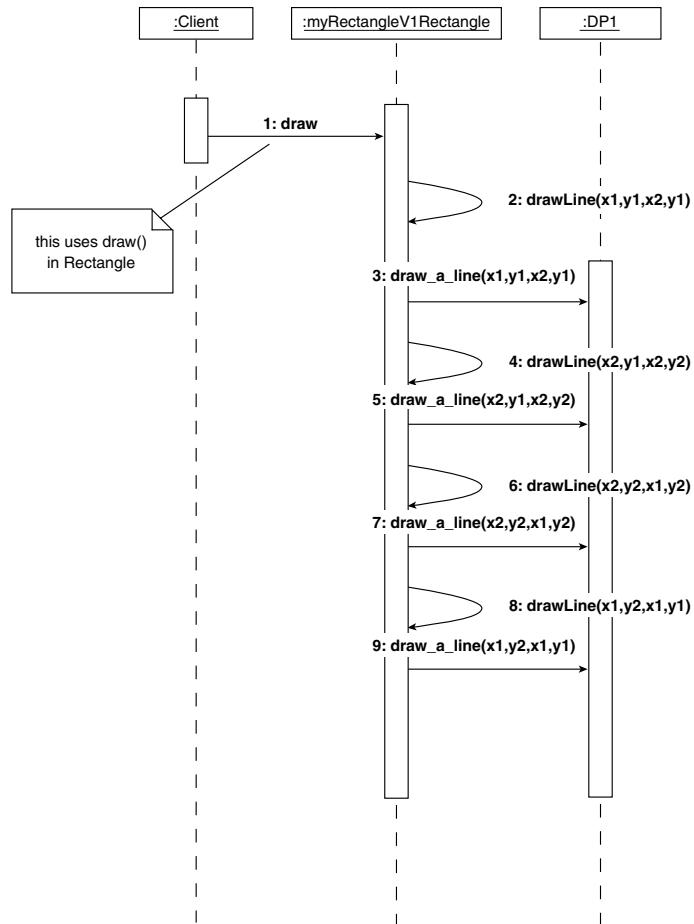 :Client
:myRectangleV1Rectangle
:DP1
1: draw
2: drawLine(x1,y1,x2,y1)
this uses draw()
in Rectangle
3: draw_a_line(x1,y1,x2,y1)
4: drawLine(x2,y1,x2,y2)
5: draw_a_line(x2,y1,x2,y2)
6: drawLine(x2,y2,x1,y2)
7: draw_a_line(x2,y2,x1,y2)
8: drawLine(x1,y2,x1,y1)
9: draw_a_line(x1,y2,x1,y1)